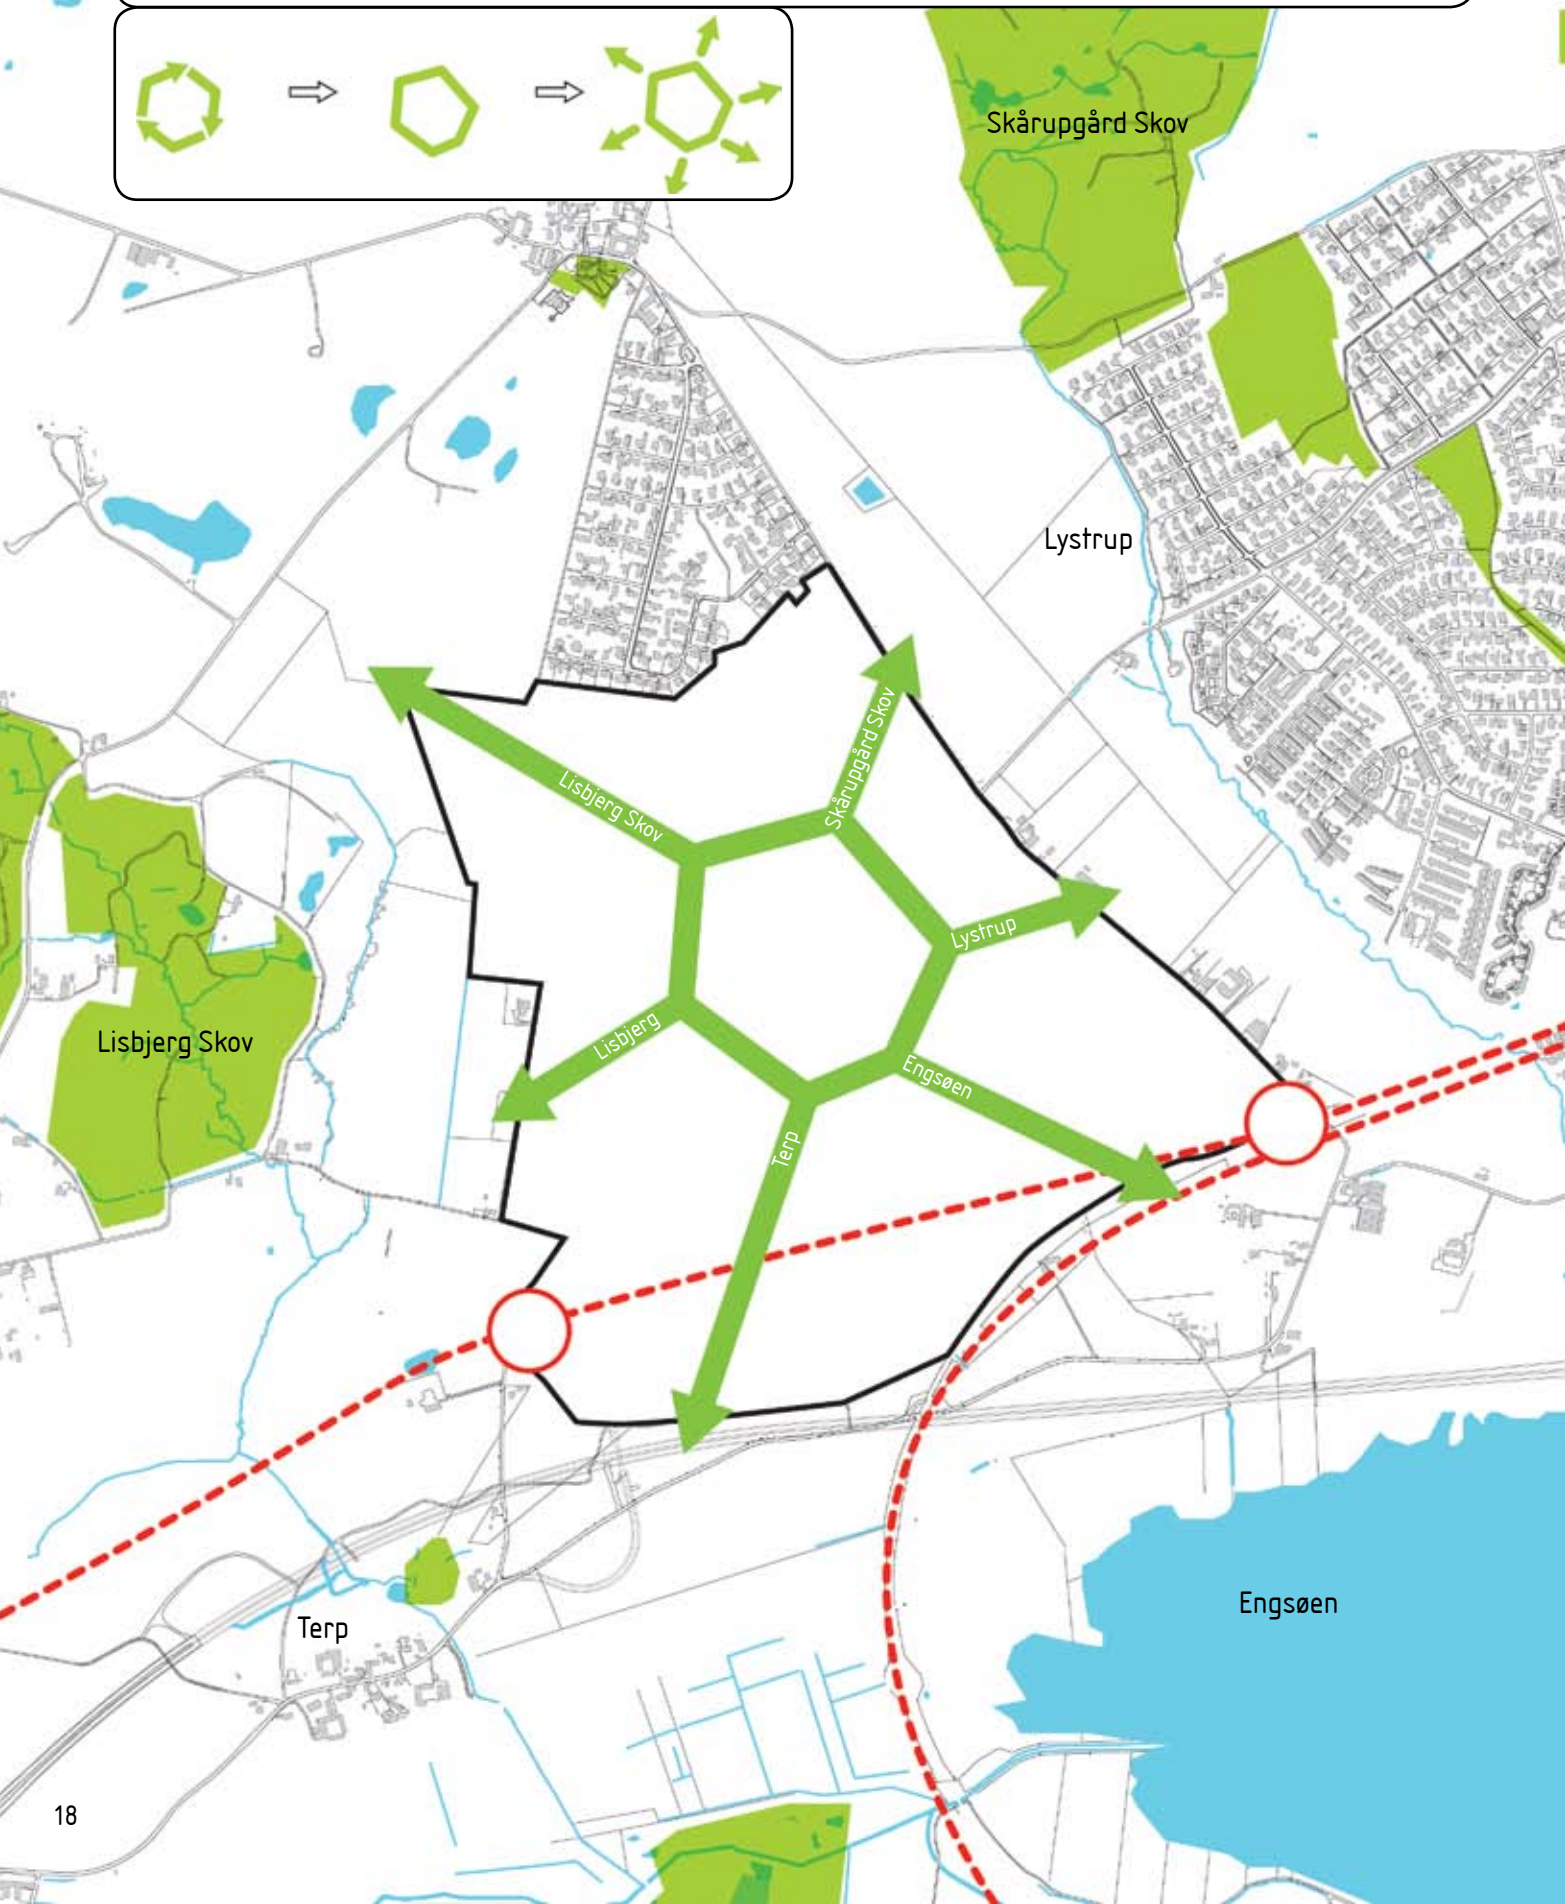 Skårupgård Skov
Lystrup
Skårupgård Skov
Lisbjerg Skov
Lystrup
Lisbjerg
Lisbjerg Skov
Engsøen
Terp
Engsøen
Terp
18